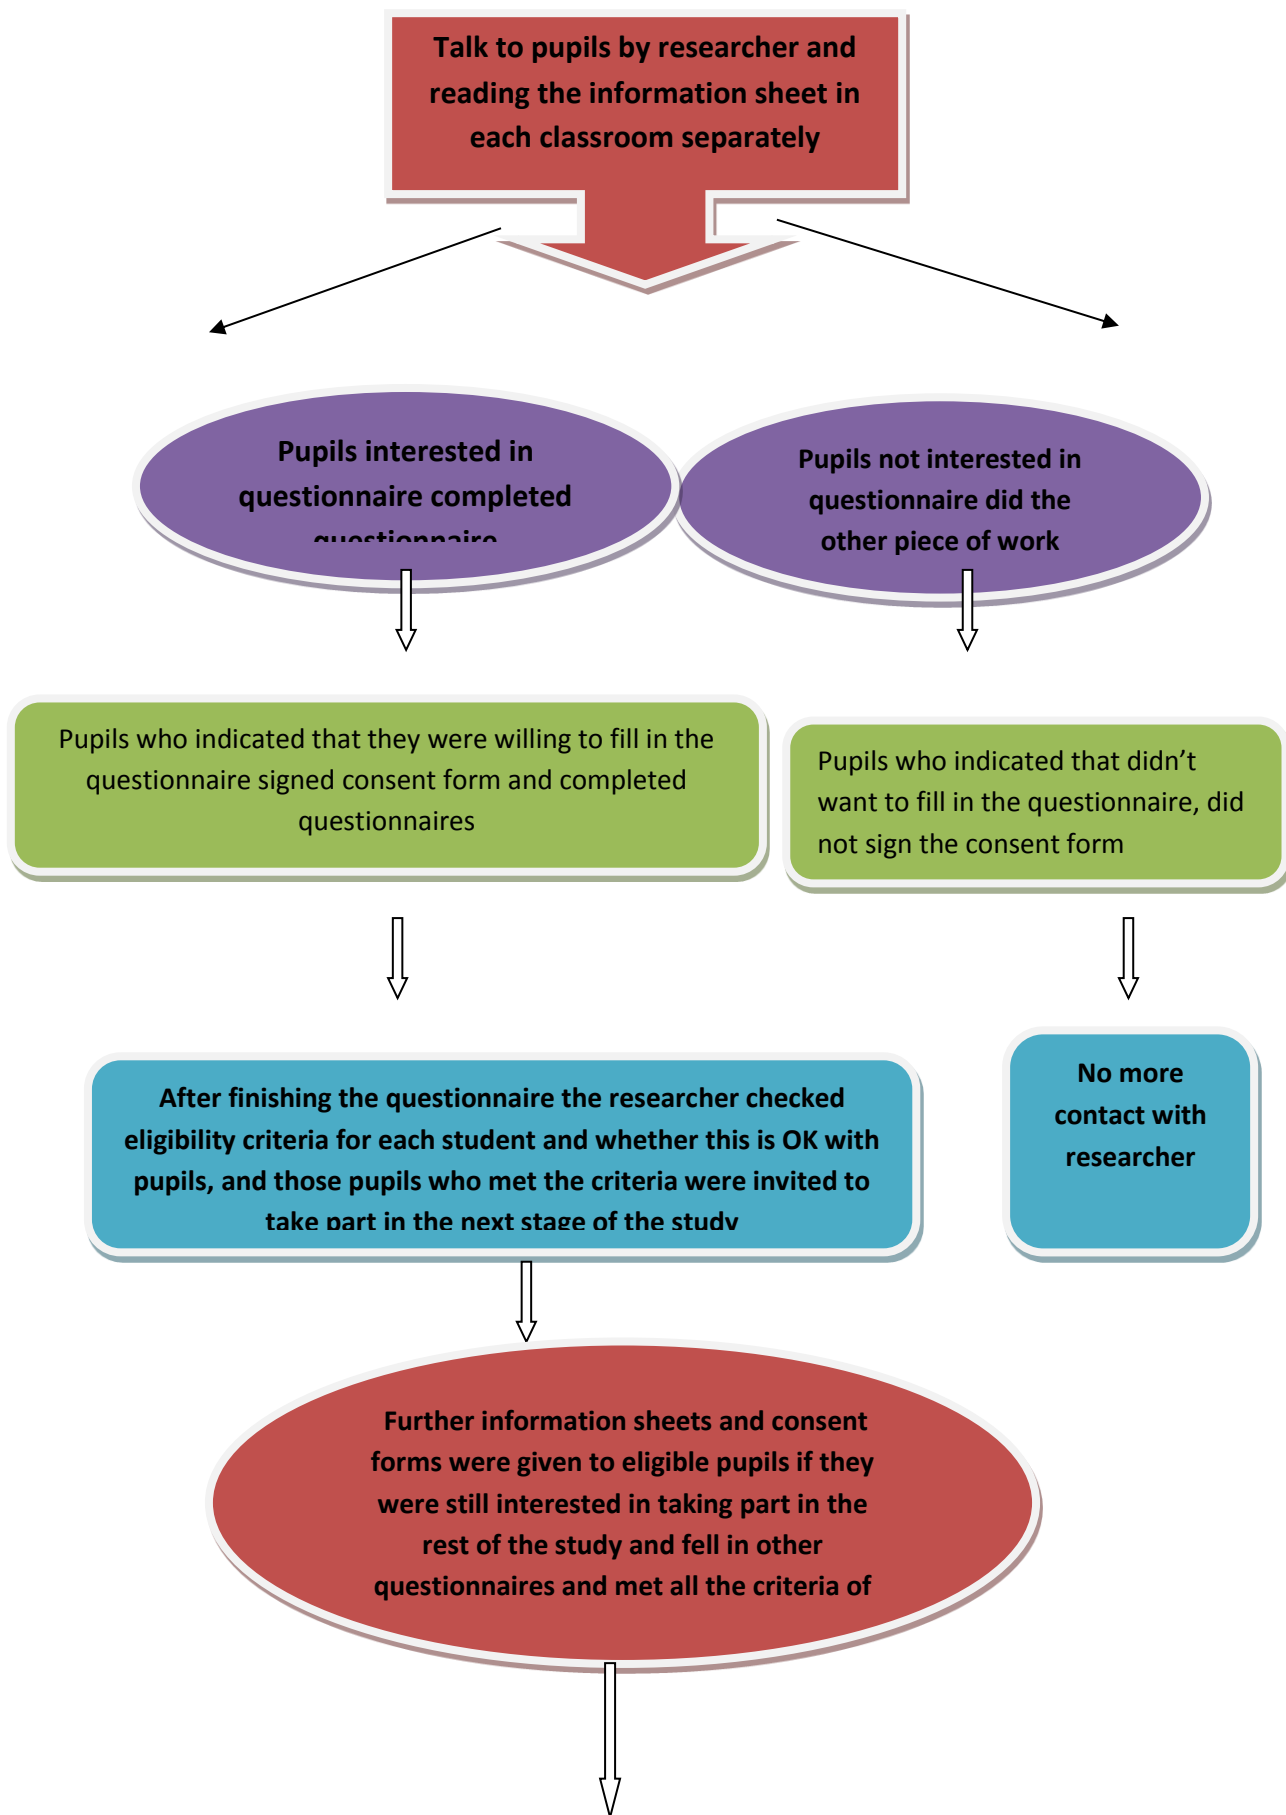 Talk to pupils by researcher and
reading the information sheet in
each classroom separately
Pupils interested in
questionnaire completed
questionnaire
Pupils not interested in
questionnaire did the
other piece of work
Pupils who indicated that they were willing to fill in the
questionnaire signed consent form and completed
questionnaires
Pupils who indicated that didn’t
want to fill in the questionnaire, did
not sign the consent form
After finishing the questionnaire the researcher checked
eligibility criteria for each student and whether this is OK with
pupils, and those pupils who met the criteria were invited to
take part in the next stage of the study
No more
contact with
researcher
Further information sheets and consent
forms were given to eligible pupils if they
were still interested in taking part in the
rest of the study and fell in other
questionnaires and met all the criteria of